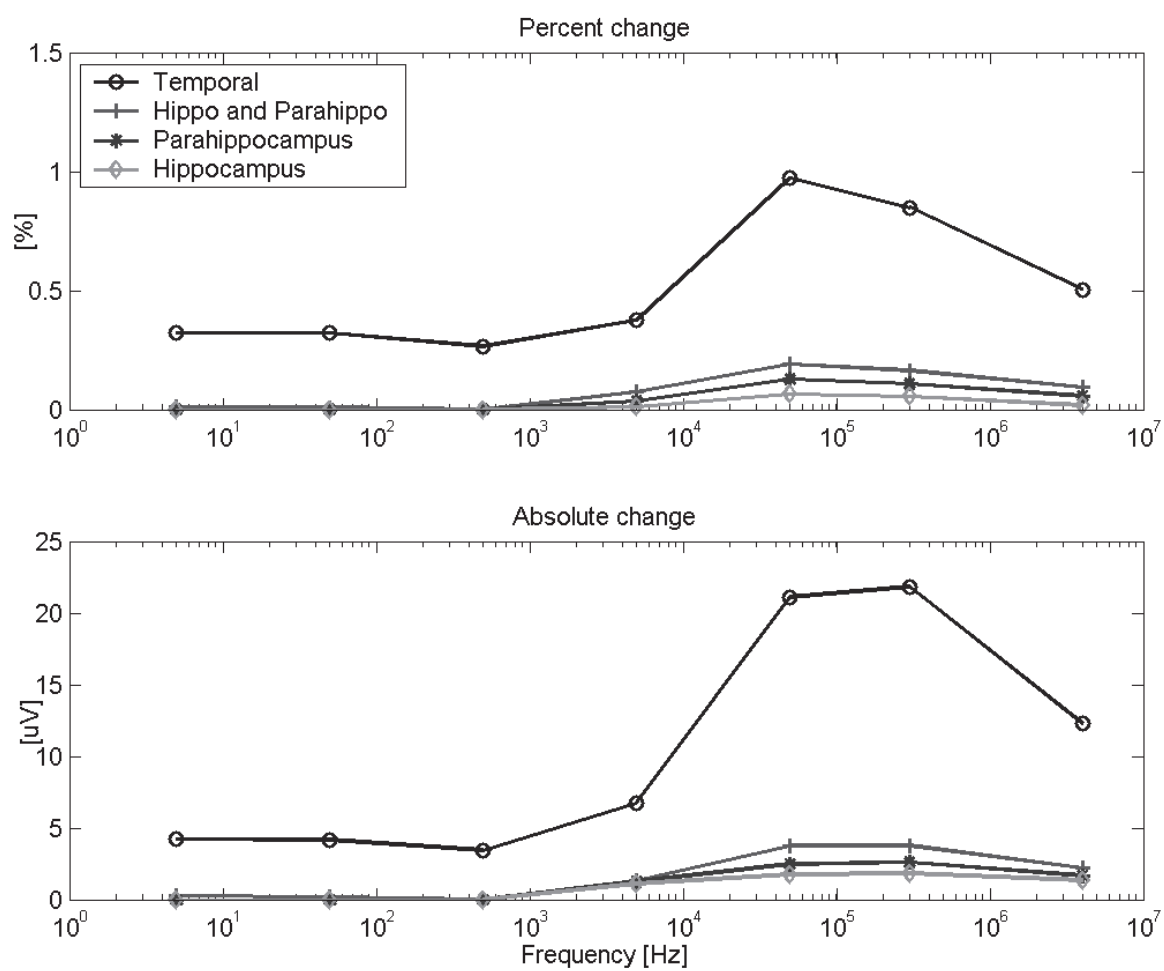 Percent change
1.5
1
0.5
0
[%]
Temporal
Hippo and Parahippo
Parahippocampus
Hippocampus
10^0 10^1 10^2 10^3 10^4 10^5 10^6 10^7
Absolute change
25
20
15
10
5
0
[uV]
10^0 10^1 10^2 10^3 10^4 10^5 10^6 10^7
Frequency [Hz]